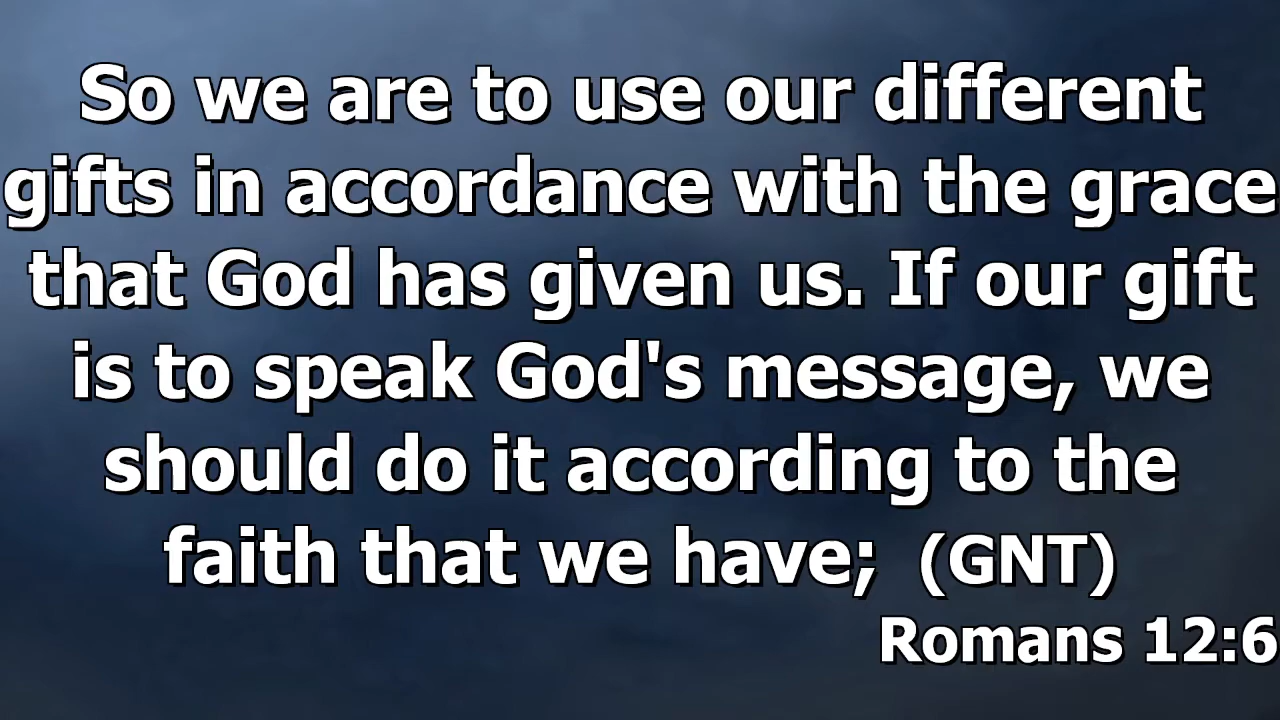 So we are to use our different
gifts in accordance with the grace
that God has given us. If our gift
is to speak God's message, we
should do it according to the
faith that we have; (GNT)
Romans 12:6